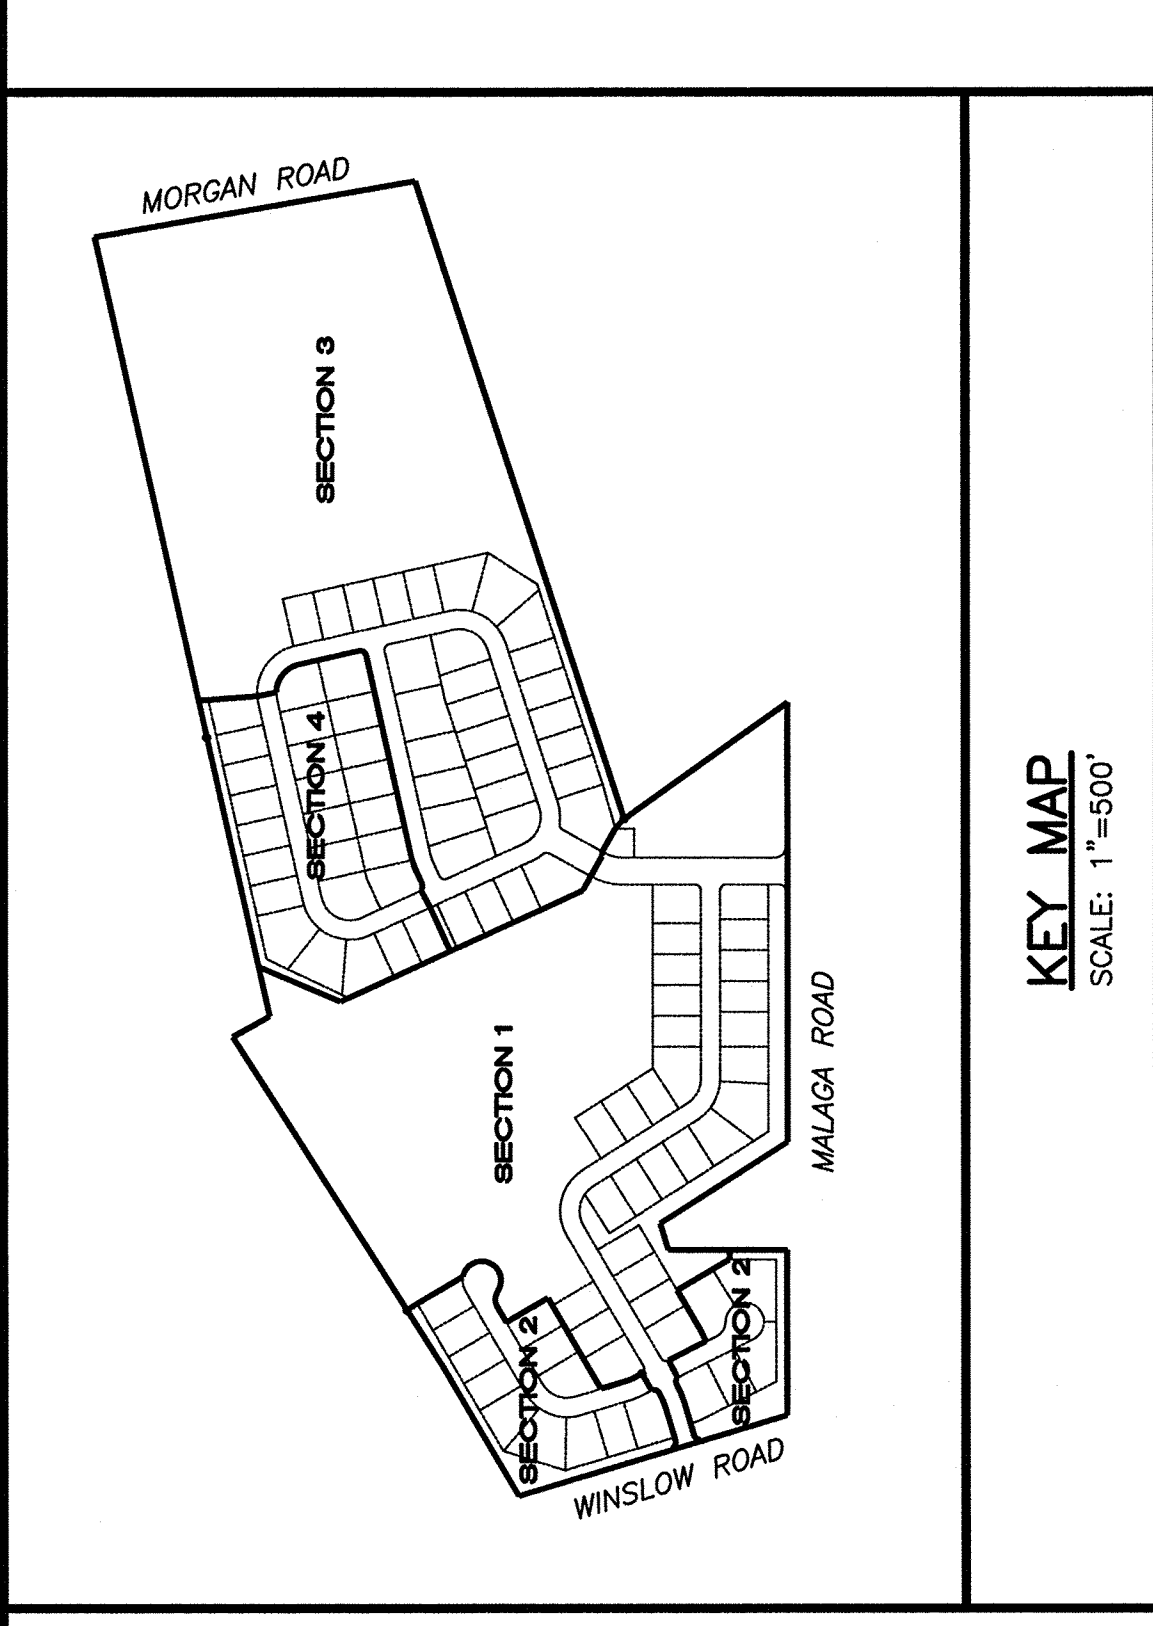 MORGAN ROAD
SECTION 3
SECTION 4
SECTION 1
MALAGA ROAD
SECTION 2
SECTION 2
WINSLOW ROAD
KEY MAP
SCALE: 1"=500'